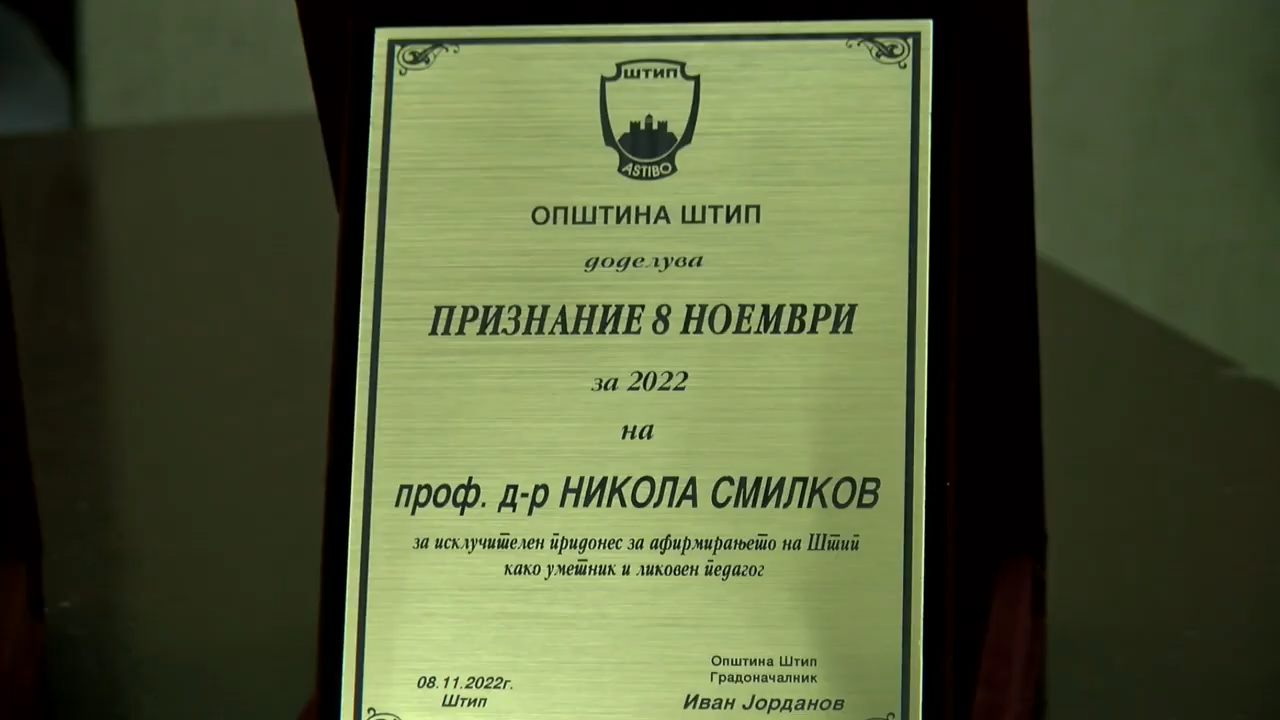 ШТИП
ASTIBO
ОПШТИНА ШТИП
доделува
ПРИЗНАНИЕ 8 НОЕМВРИ
за 2022
на
проф. д-р НИКОЛА СМИЛКОВ
за исклучителен придонес за афирмирањето на Штип
како уметник и ликовен педагог
08.11.2022г.
Штип
Општина Штип
Градоначалник
Иван Јорданов